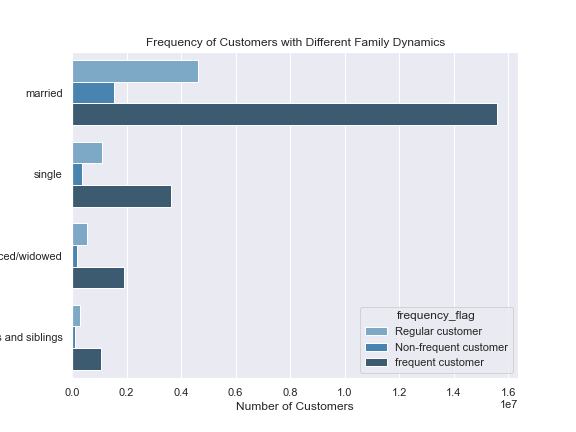 Frequency of Customers with Different Family Dynamics
married
single
ced/widowed
s and siblings
frequency_flag
Regular customer
Non-frequent customer
frequent customer
0.0 0.2 0.4 0.6 0.8 1.0 1.2 1.4 1.6
1e7
Number of Customers